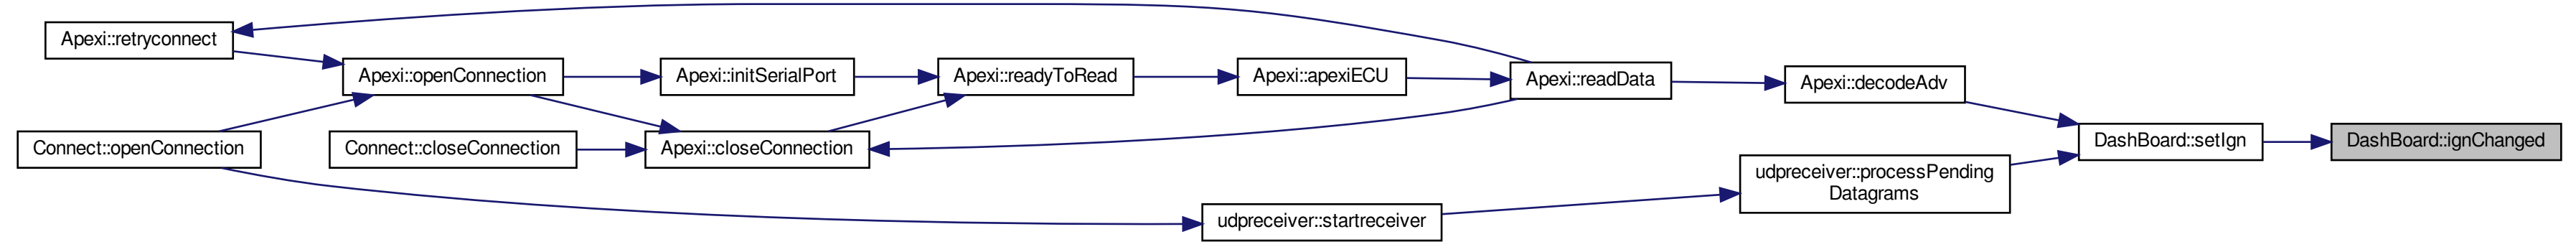 Apexi::retryconnect
Apexi::openConnection
Apexi::initSerialPort
Apexi::readyToRead
Apexi::apexiECU
Apexi::readData
Apexi::decodeAdv
Connect::openConnection
Connect::closeConnection
Apexi::closeConnection
DashBoard::setIgn
DashBoard::ignChanged
udpreceiver::processPending
Datagrams
udpreceiver::startreceiver